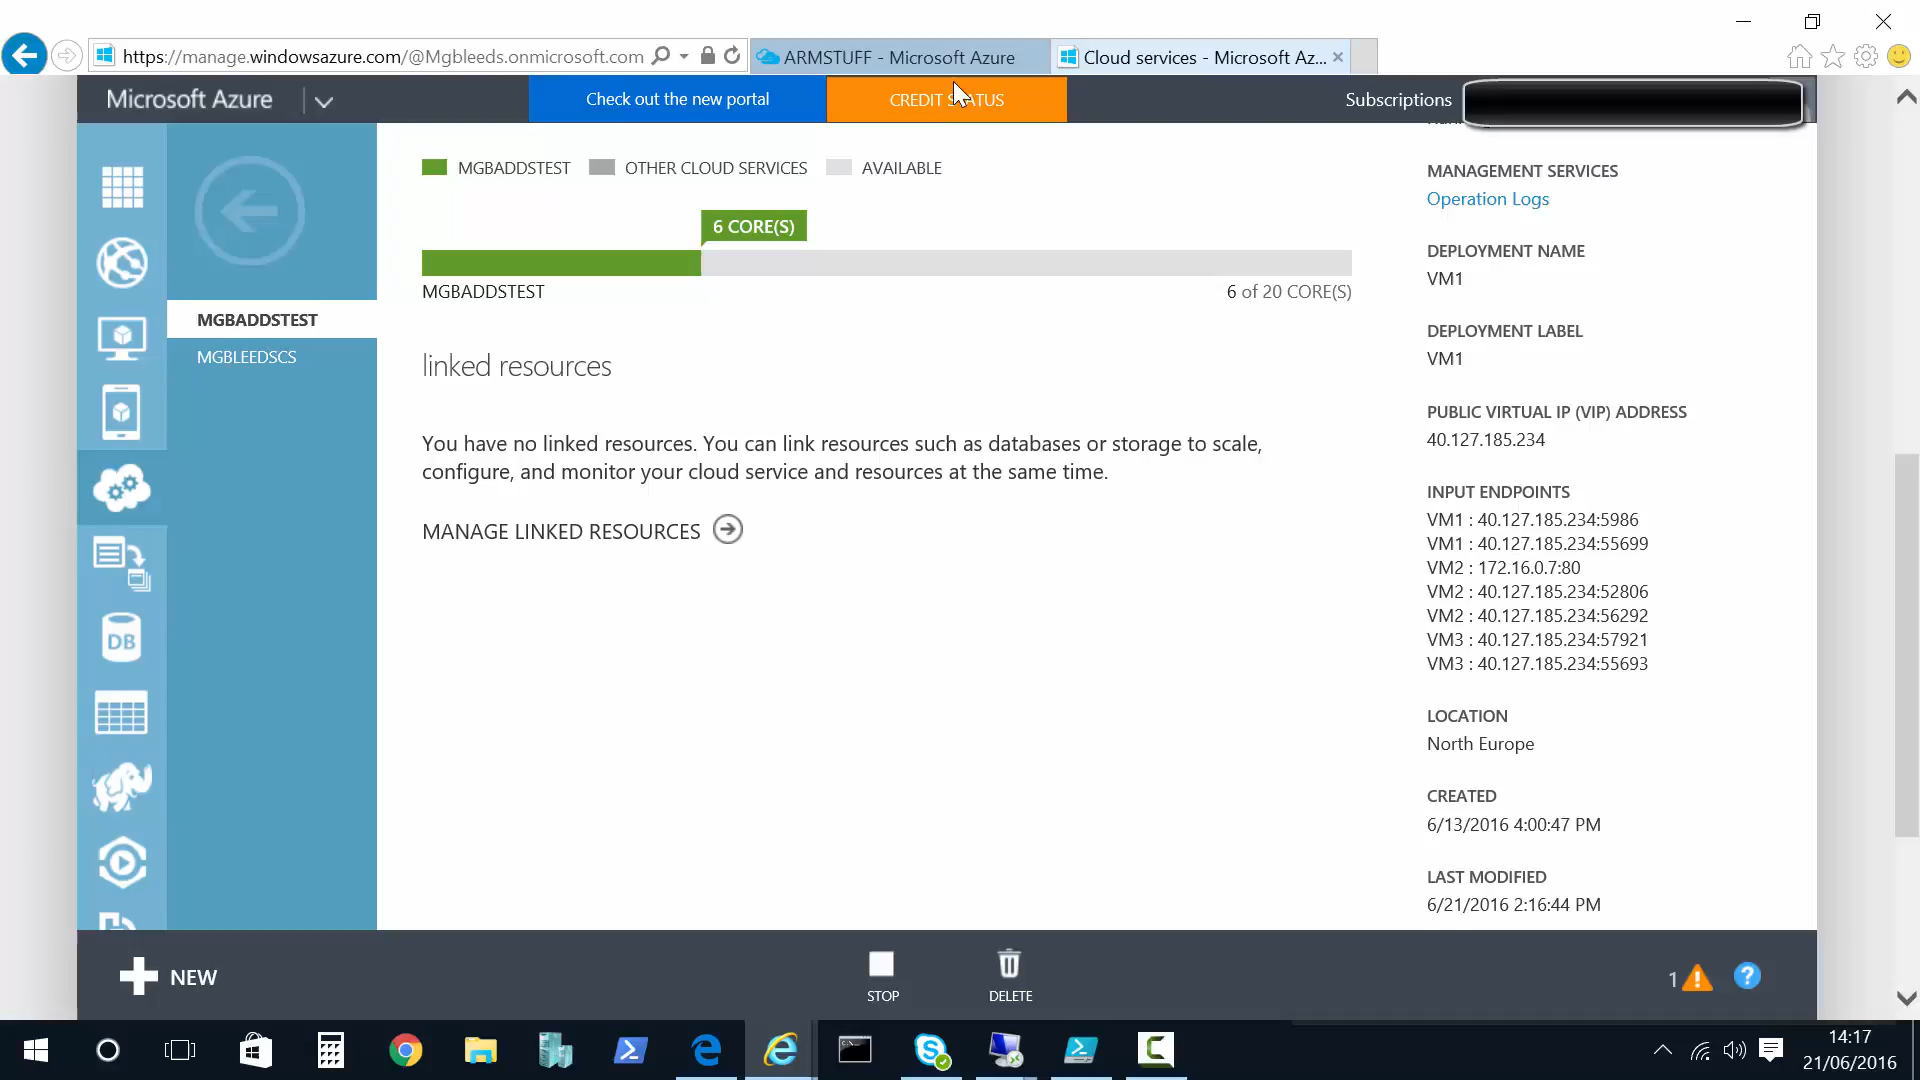 https://manage.windowsazure.com/@Mgbleeds.onmicrosoft.com
ARMSTUFF - Microsoft Azure
Cloud services - Microsoft Az...
Microsoft Azure
Check out the new portal
CREDIT STATUS
Subscriptions
MGBADDSTEST
OTHER CLOUD SERVICES
AVAILABLE
6 CORE(S)
MGBADDSTEST
6 of 20 CORE(S)
MGBADDSTEST
MGBLEEDSCS
linked resources
You have no linked resources. You can link resources such as databases or storage to scale,
configure, and monitor your cloud service and resources at the same time.
MANAGE LINKED RESOURCES
MANAGEMENT SERVICES
Operation Logs
DEPLOYMENT NAME
VM1
DEPLOYMENT LABEL
VM1
PUBLIC VIRTUAL IP (VIP) ADDRESS
40.127.185.234
INPUT ENDPOINTS
VM1 : 40.127.185.234:5986
VM1 : 40.127.185.234:55699
VM2 : 172.16.0.7:80
VM2 : 40.127.185.234:52806
VM2 : 40.127.185.234:56292
VM3 : 40.127.185.234:57921
VM3 : 40.127.185.234:55693
LOCATION
North Europe
CREATED
6/13/2016 4:00:47 PM
LAST MODIFIED
6/21/2016 2:16:44 PM
DB
NEW
STOP
DELETE
1
14:17
21/06/2016